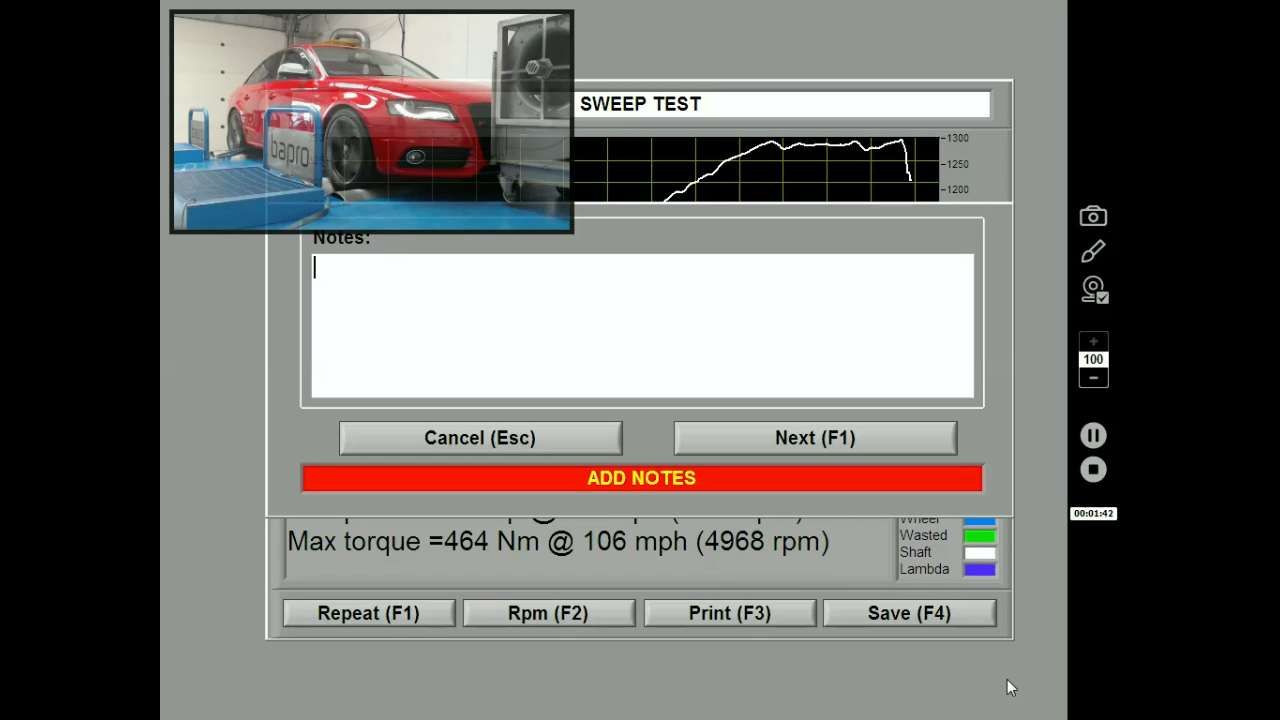 SWEEP TEST
bapro
1300
1250
1200
Notes:
Cancel (Esc)
Next (F1)
ADD NOTES
Max torque =464 Nm @ 106 mph (4968 rpm)
Wheel
Wasted
Shaft
Lambda
Repeat (F1)
Rpm (F2)
Print (F3)
Save (F4)
+
100
−
00:01:42